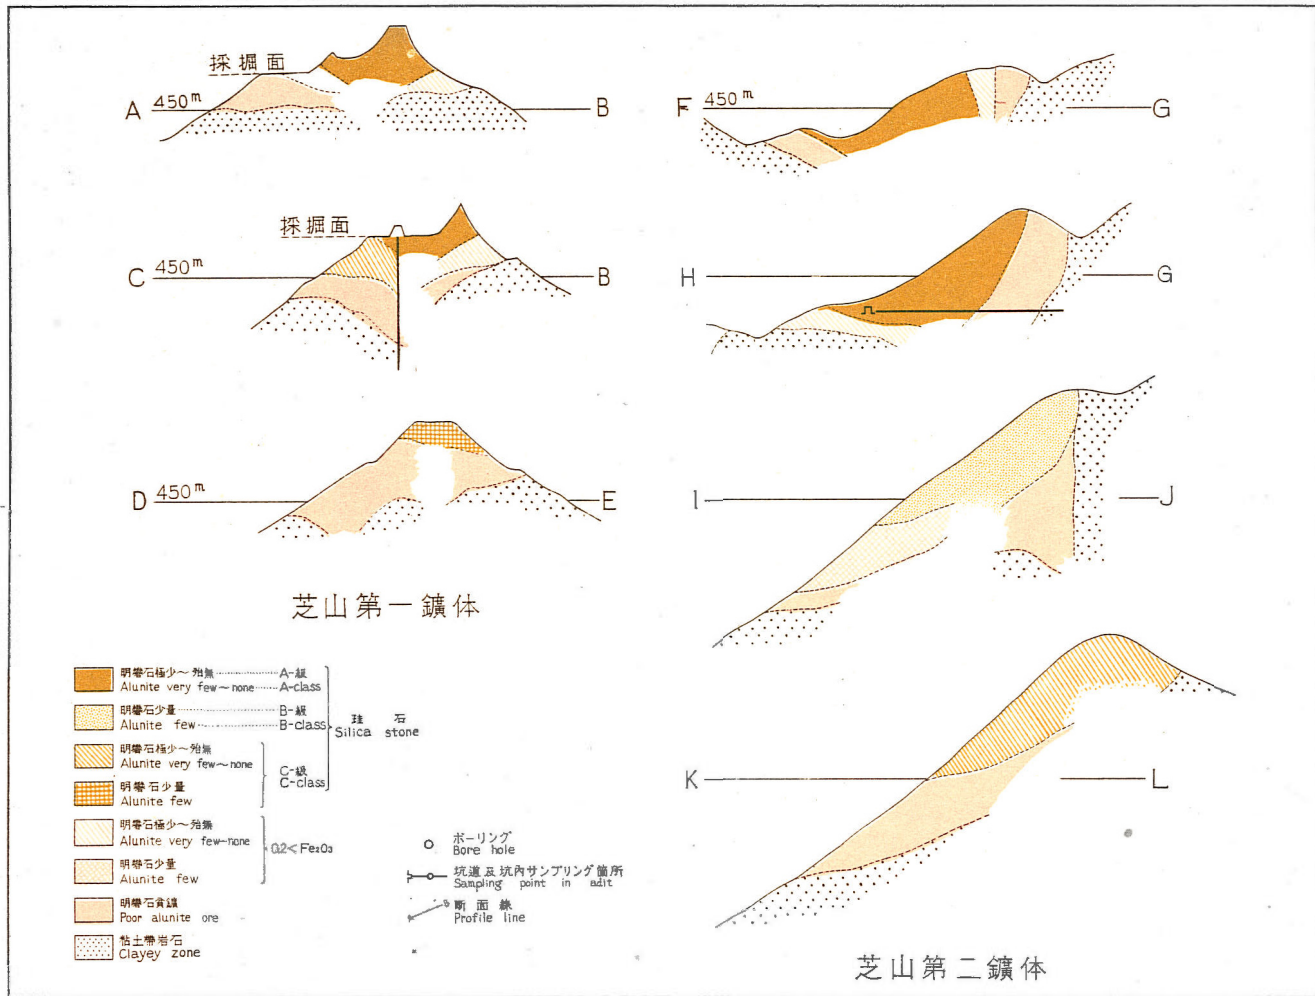 採掘面
A 450m B
採掘面
C 450m B
D 450m E
芝山第一鑛体
F 450m G
H G
I J
K L
芝山第二鑛体
明礬石極少〜殆無 A-級
Alunite very few~none A-class
明礬石少量 B-級
Alunite few B-class
珪石
Silica stone
明礬石極少〜殆無
Alunite very few~none
C-級
C-class
明礬石少量
Alunite few
明礬石極少〜殆無
Alunite very few~none
0.2< Fe2O3
明礬石少量
Alunite few
明礬石貧鑛
Poor alunite ore
粘土帶岩石
Clayey zone
ボーリング
Bore hole
坑道及坑內サンプリング箇所
Sampling point in adit
断面線
Profile line